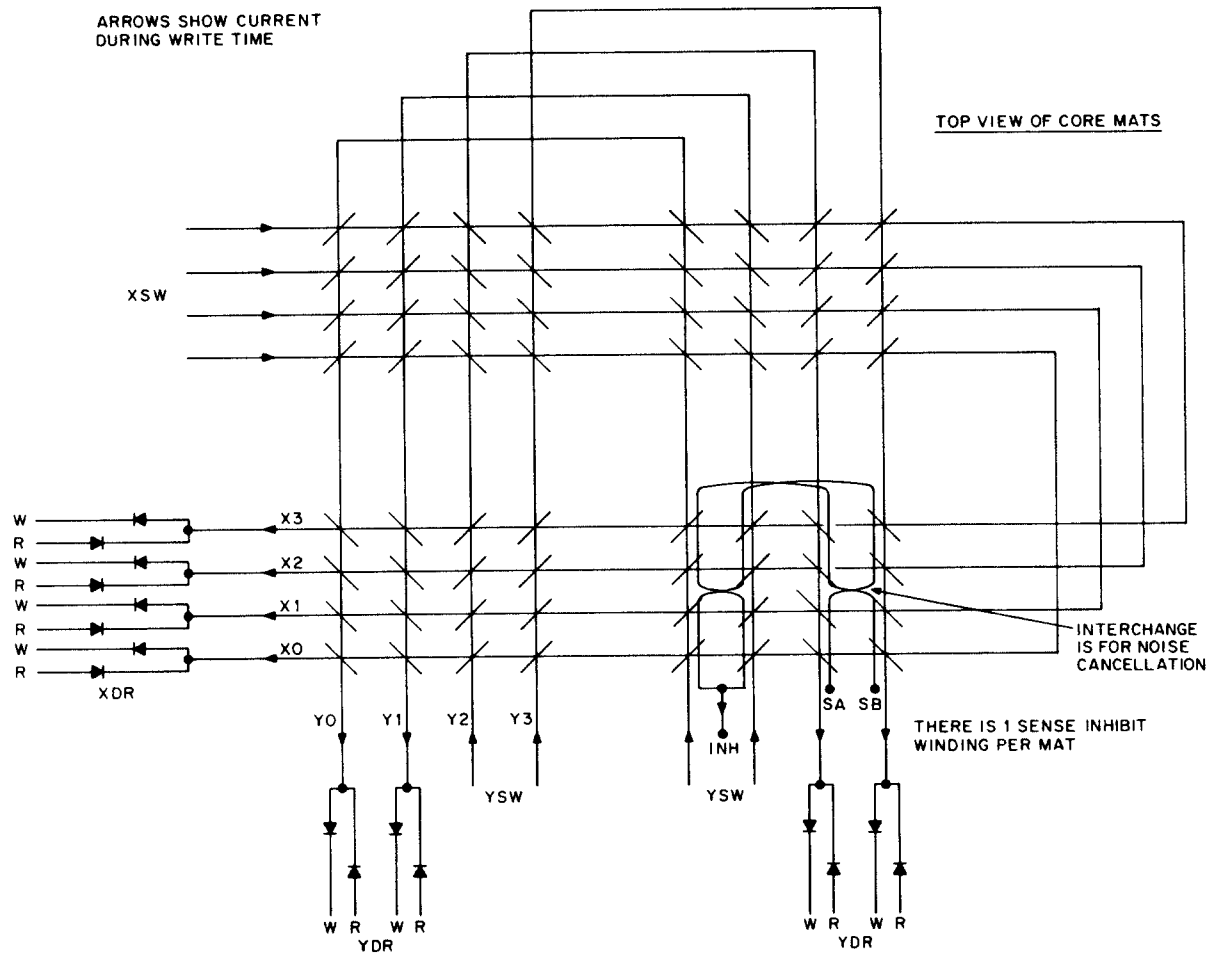 ARROWS SHOW CURRENT
DURING WRITE TIME
TOP VIEW OF CORE MATS
XSW
W
R
X3
W
R
X2
W
R
X1
W
R
X0
XDR
INTERCHANGE
IS FOR NOISE
CANCELLATION
SA SB
Y0 Y1 Y2 Y3
INH
THERE IS 1 SENSE INHIBIT
WINDING PER MAT
YSW
YSW
W R W R
YDR
W R W R
YDR